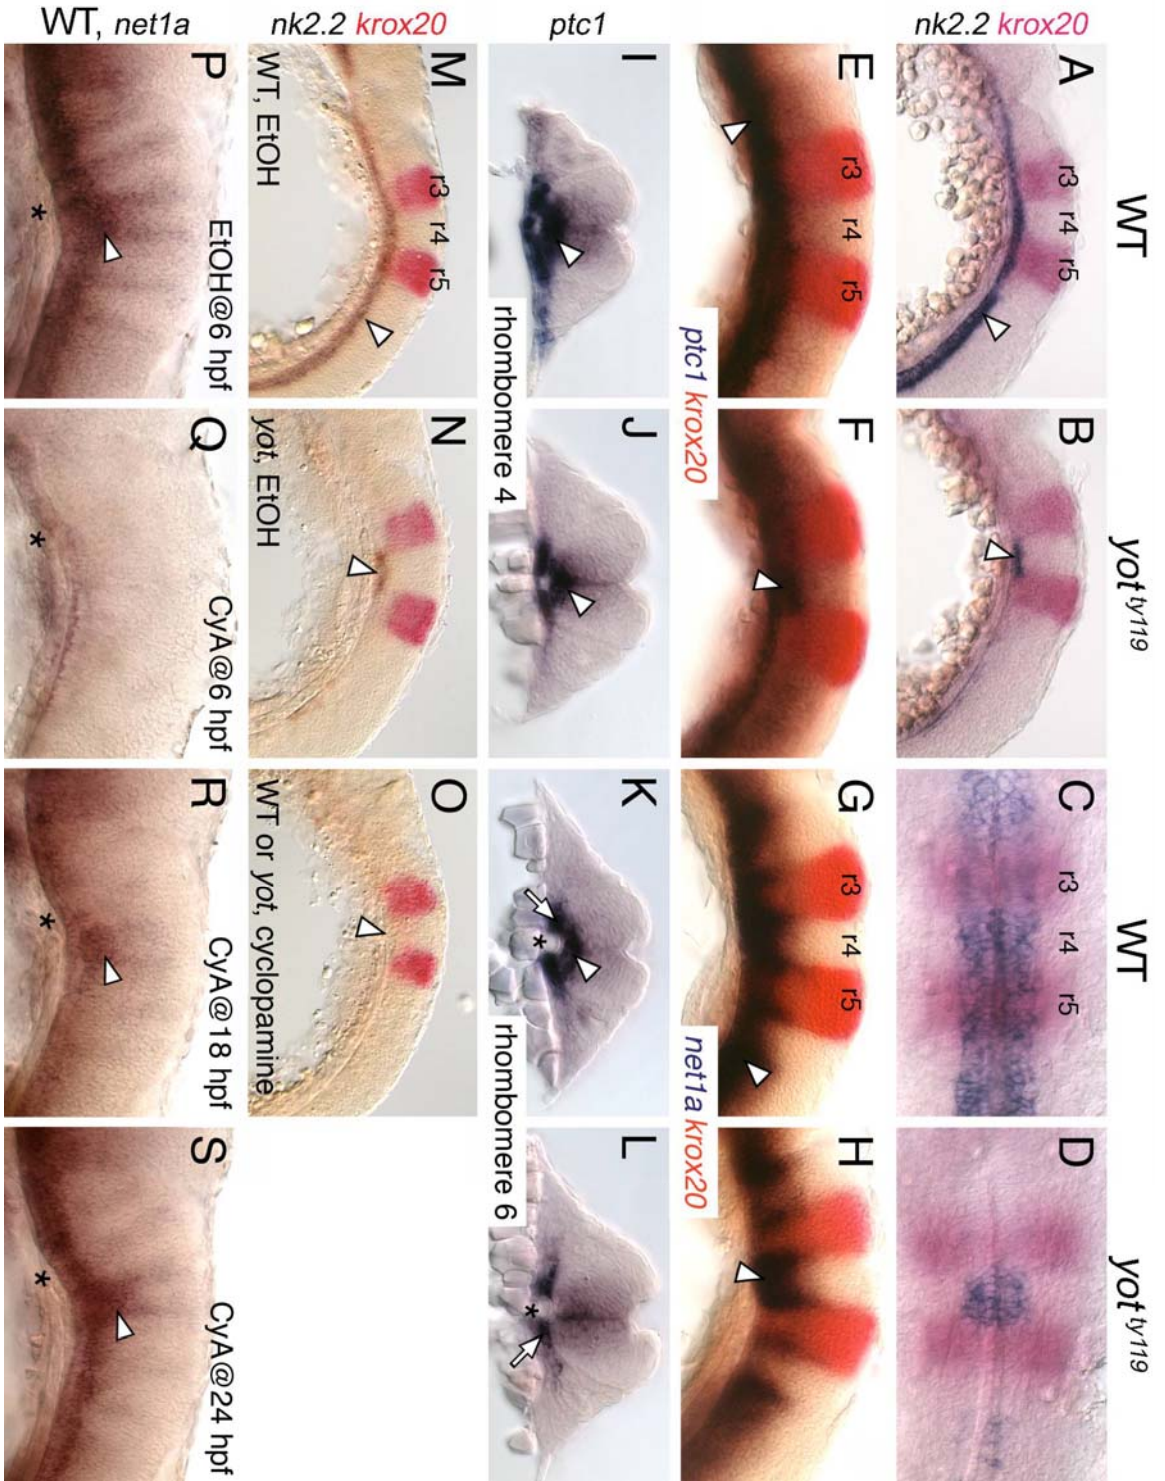 WT
yot ty119
WT
yot ty119
nk2.2 krox20
A
r3 r4 r5
B
C
r3 r4 r5
D
E
r3 r4 r5
F
G
r3 r4 r5
H
ptc1 krox20
net1a krox20
ptc1
I
J
K
L
rhombomere 4
rhombomere 6
nk2.2 krox20
M
r3 r4 r5
WT, EtOH
N
yot, EtOH
O
WT or yot, cyclopamine
WT, net1a
P
EtOH@6 hpf
Q
CyA@6 hpf
R
CyA@18 hpf
S
CyA@24 hpf